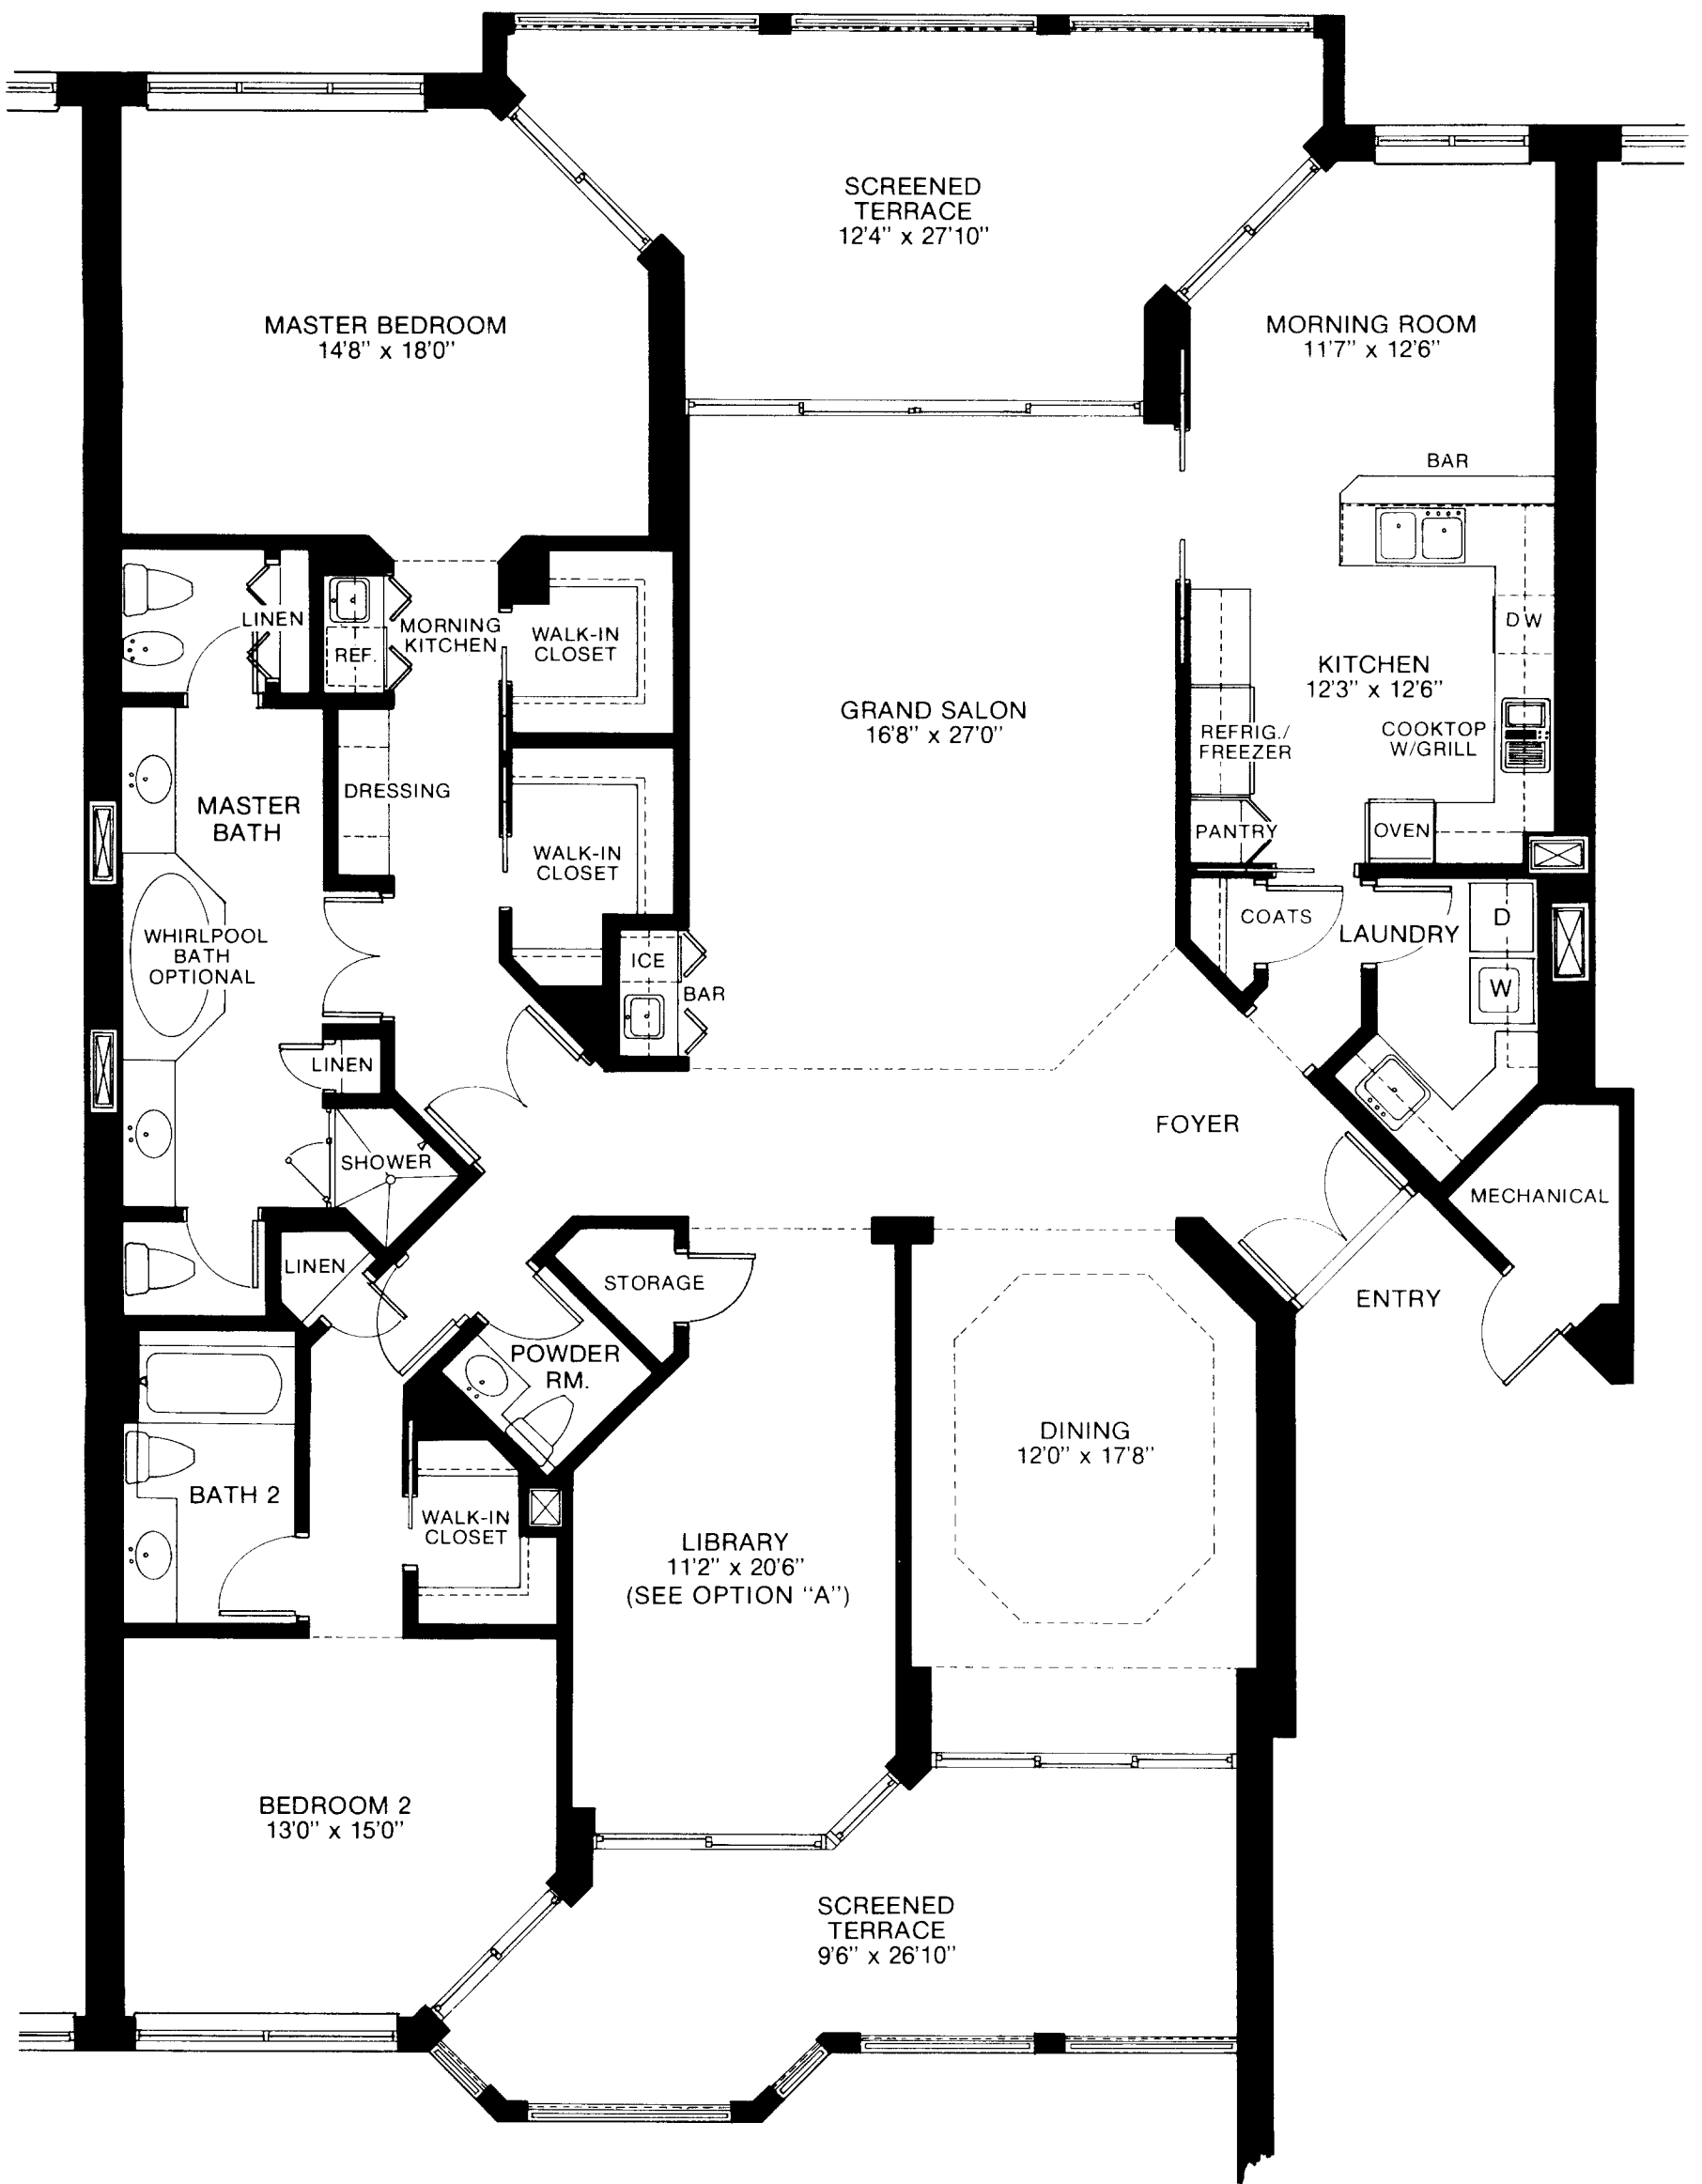 SCREENED
TERRACE
12'4" x 27'10"
MASTER BEDROOM
14'8" x 18'0"
MORNING ROOM
11'7" x 12'6"
BAR
LINEN
REF.
MORNING
KITCHEN
WALK-IN
CLOSET
DW
KITCHEN
12'3" x 12'6"
GRAND SALON
16'8" x 27'0"
REFRIG./
FREEZER
COOKTOP
W/GRILL
DRESSING
MASTER
BATH
PANTRY
OVEN
WALK-IN
CLOSET
COATS
LAUNDRY
D
WHIRLPOOL
BATH
OPTIONAL
ICE
BAR
W
LINEN
FOYER
SHOWER
MECHANICAL
LINEN
STORAGE
ENTRY
POWDER
RM.
DINING
12'0" x 17'8"
BATH 2
WALK-IN
CLOSET
LIBRARY
11'2" x 20'6"
(SEE OPTION "A")
BEDROOM 2
13'0" x 15'0"
SCREENED
TERRACE
9'6" x 26'10"